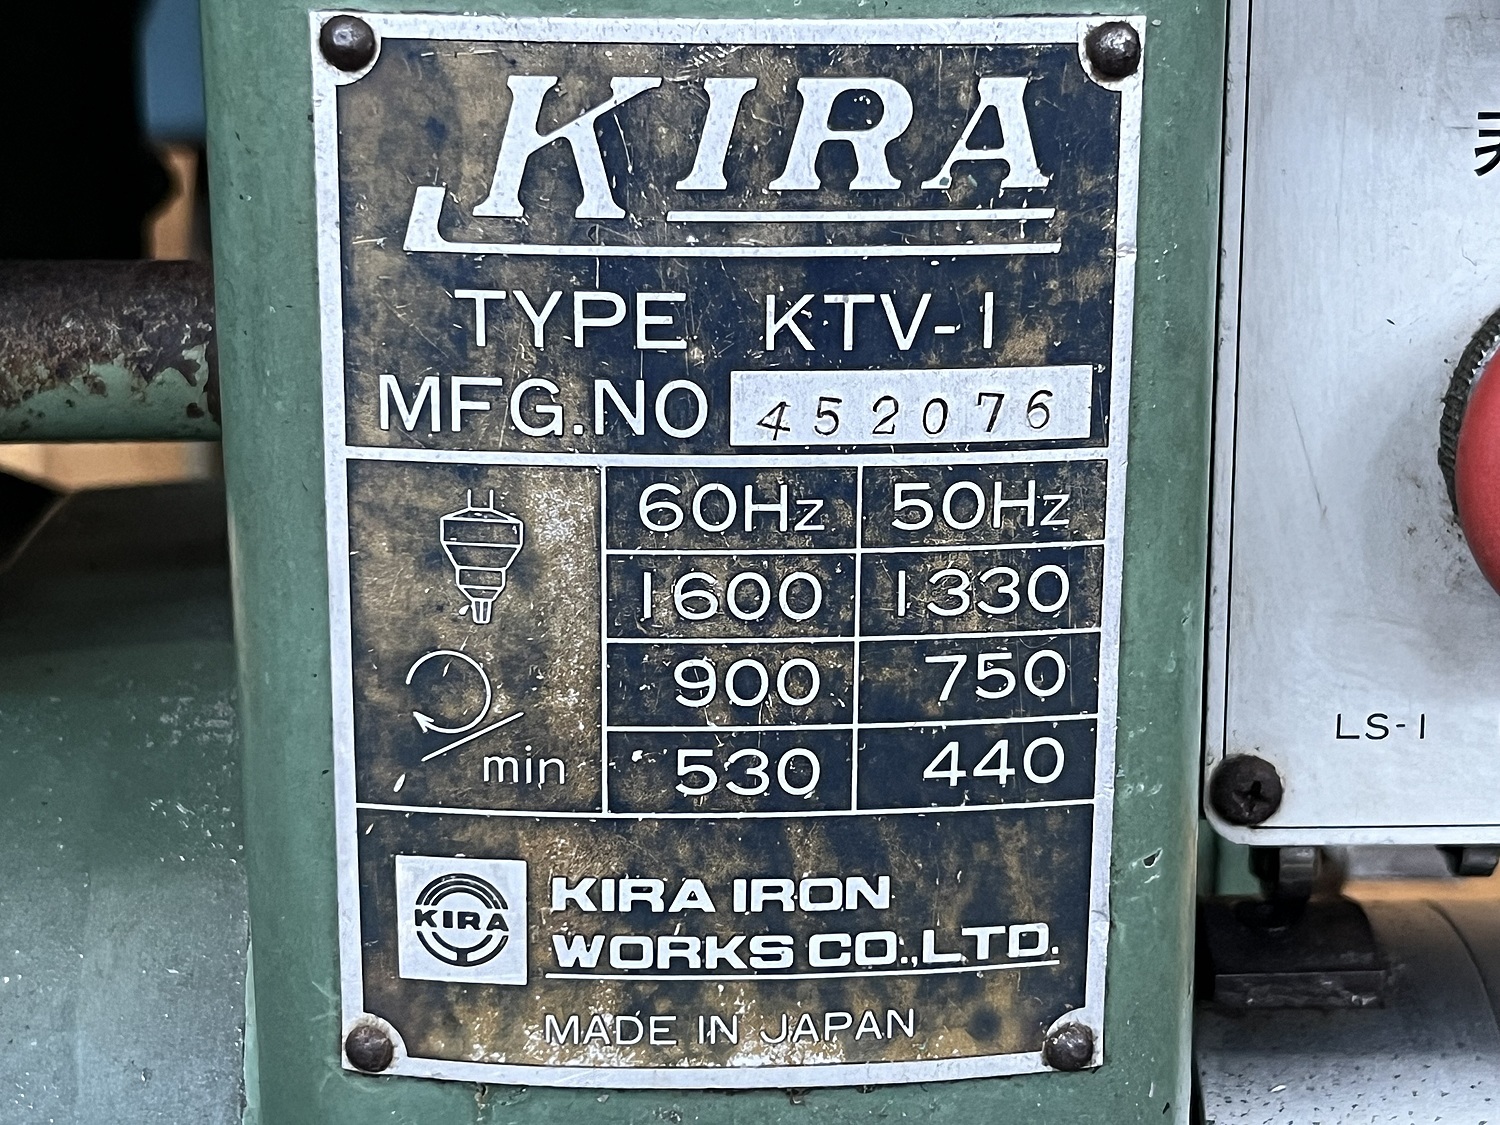 KIRA
TYPE KTV-1
MFG.NO 452076
60Hz 50Hz
1600 1330
900 750
530 440
/min
KIRA
KIRA IRON
WORKS CO.,LTD.
MADE IN JAPAN
LS-1